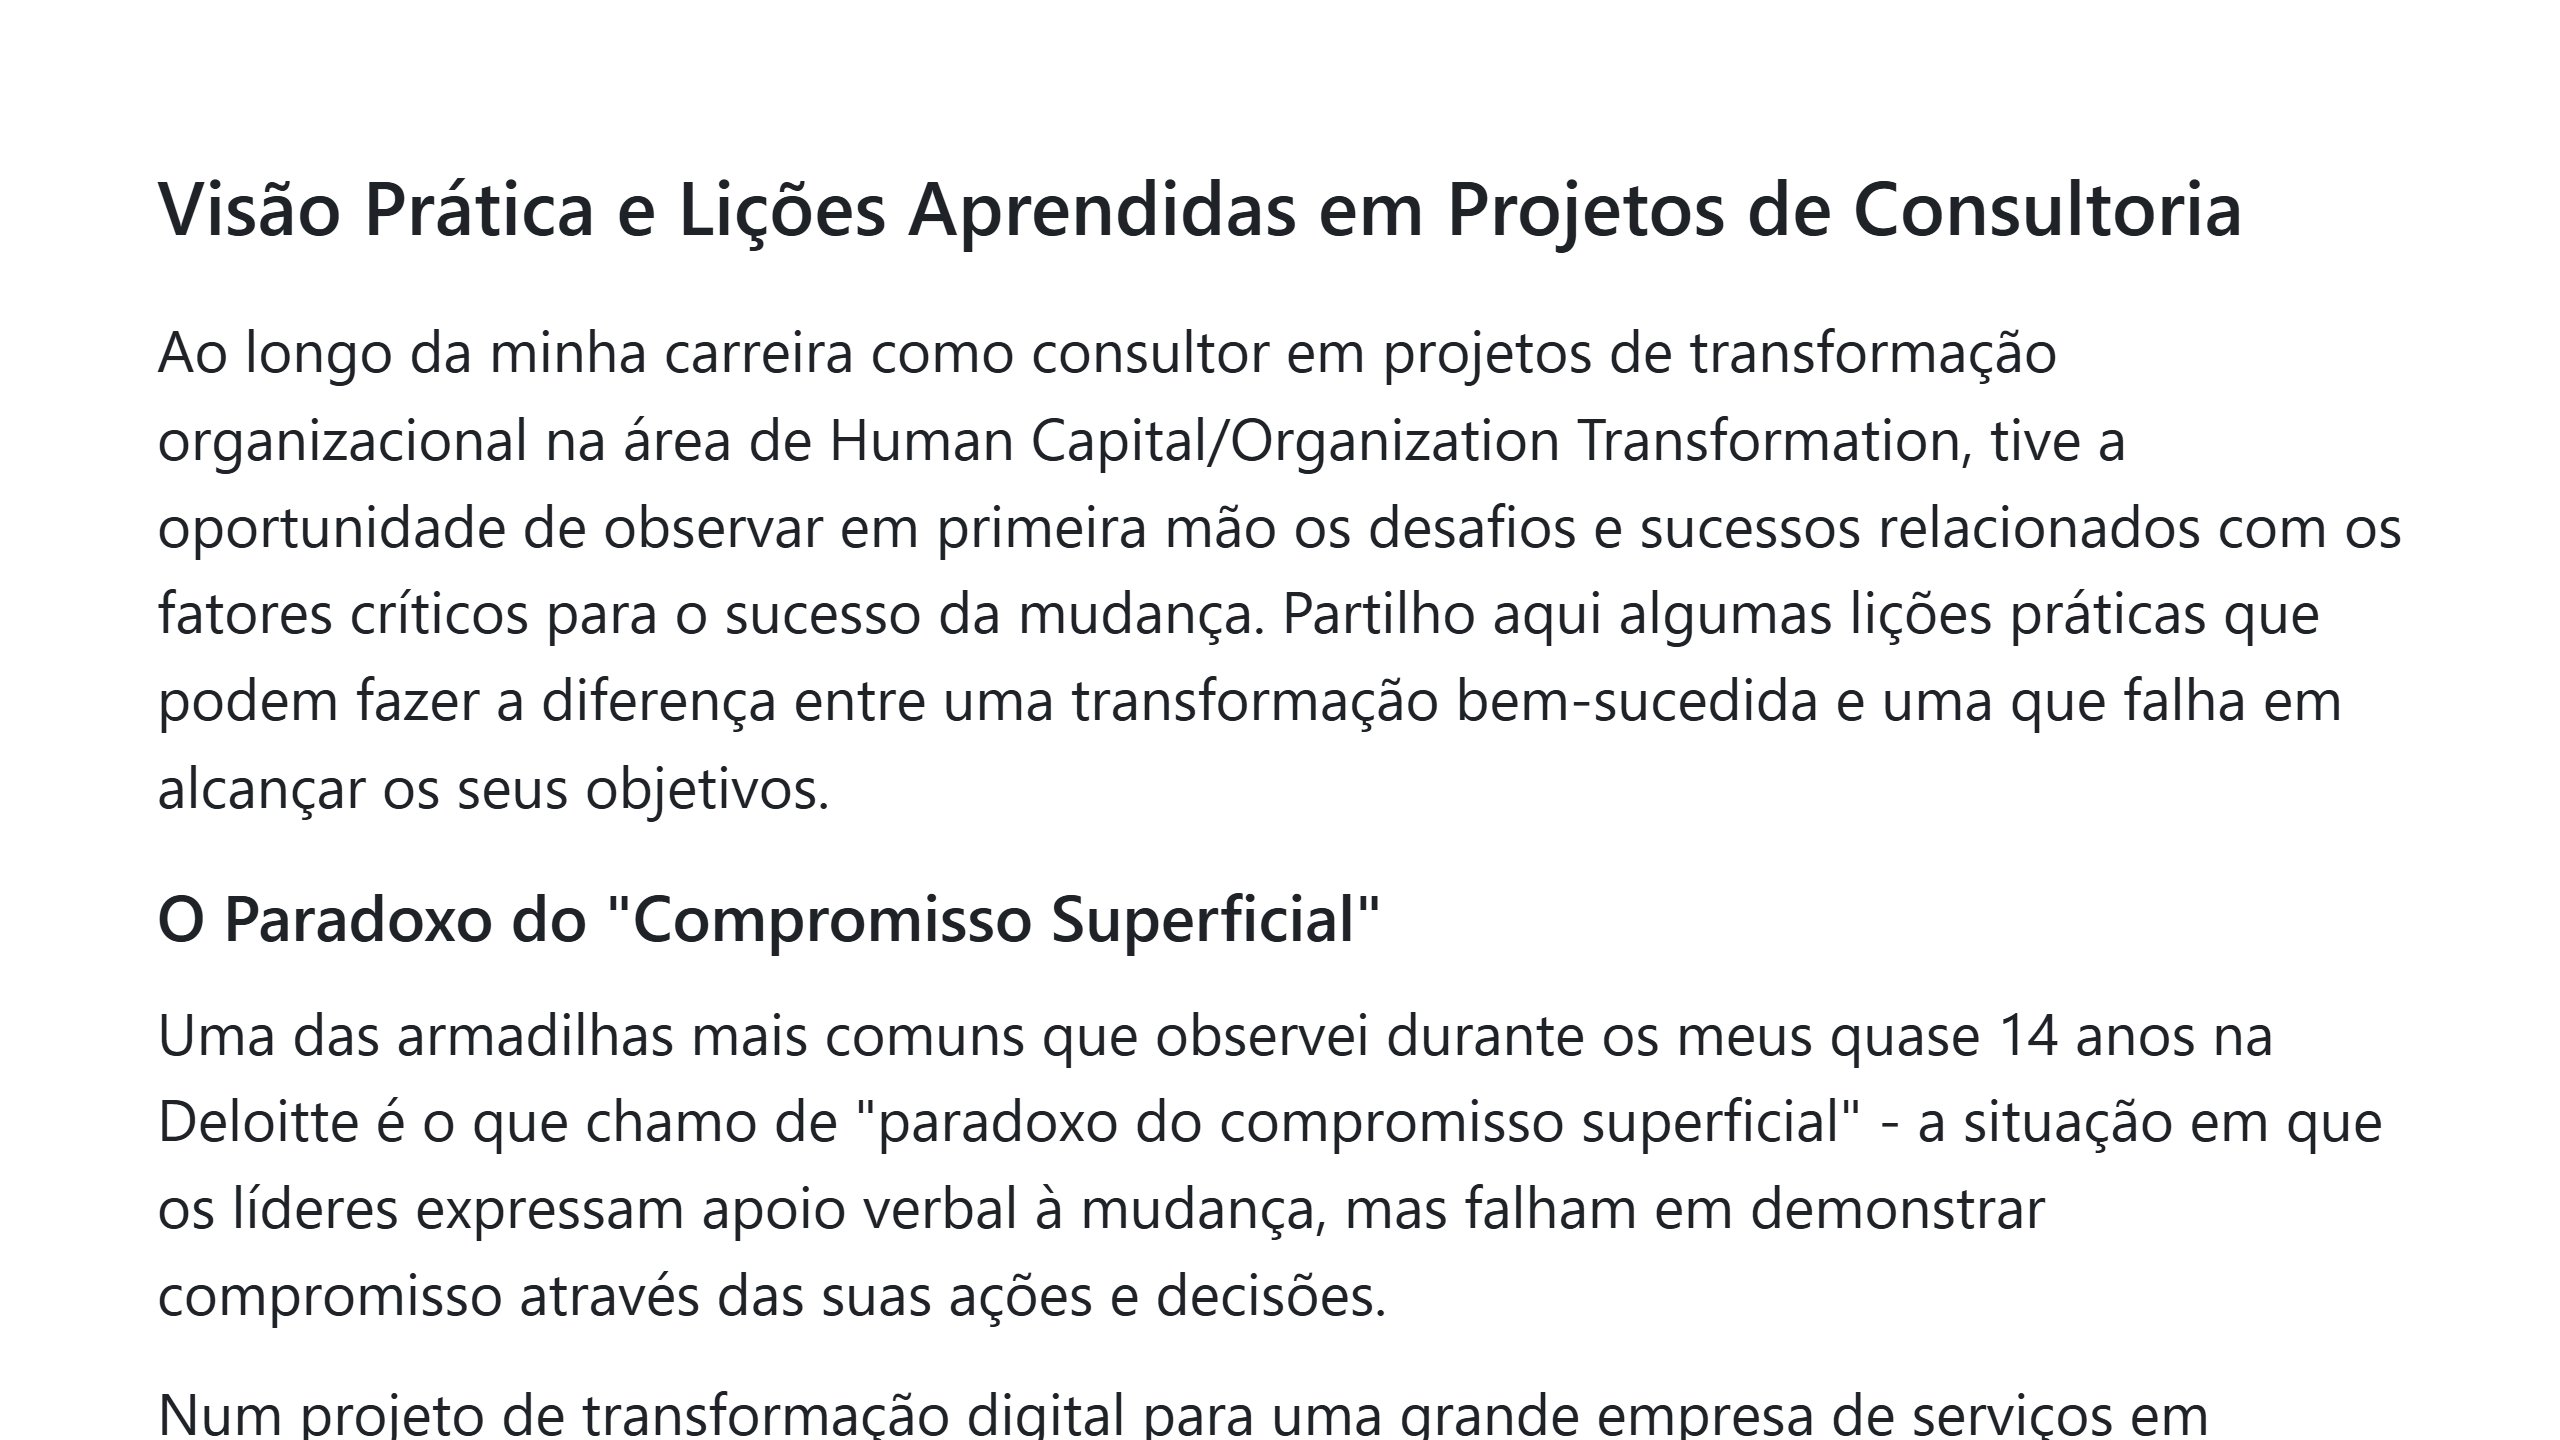 Visão Prática e Lições Aprendidas em Projetos de Consultoria
Ao longo da minha carreira como consultor em projetos de transformação
organizacional na área de Human Capital/Organization Transformation, tive a
oportunidade de observar em primeira mão os desafios e sucessos relacionados com os
fatores críticos para o sucesso da mudança. Partilho aqui algumas lições práticas que
podem fazer a diferença entre uma transformação bem-sucedida e uma que falha em
alcançar os seus objetivos.
O Paradoxo do "Compromisso Superficial"
Uma das armadilhas mais comuns que observei durante os meus quase 14 anos na
Deloitte é o que chamo de "paradoxo do compromisso superficial" - a situação em que
os líderes expressam apoio verbal à mudança, mas falham em demonstrar
compromisso através das suas ações e decisões.
Num projeto de transformação digital para uma grande empresa de serviços em